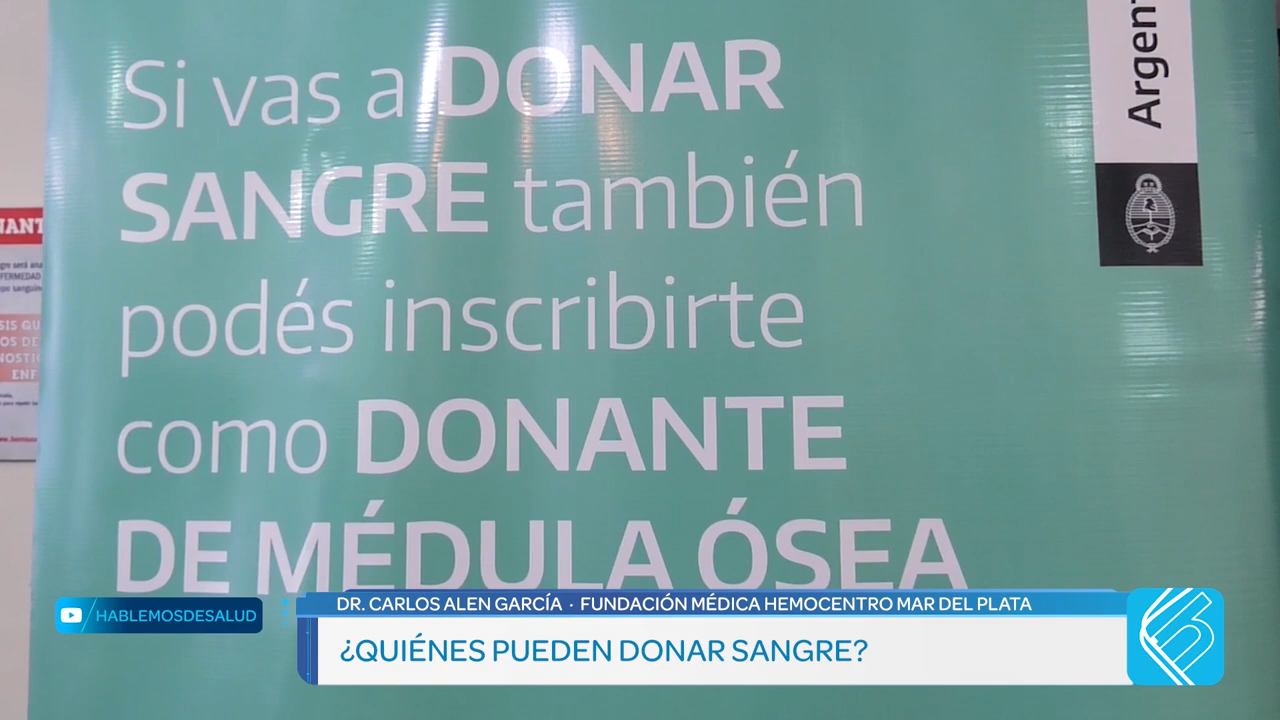 Si vas a DONAR
SANGRE también
podés inscribirte
como DONANTE
DE MÉDULA ÓSEA
Argen
HABLEMOSDESALUD
DR. CARLOS ALEN GARCÍA · FUNDACIÓN MÉDICA HEMOCENTRO MAR DEL PLATA
¿QUIÉNES PUEDEN DONAR SANGRE?